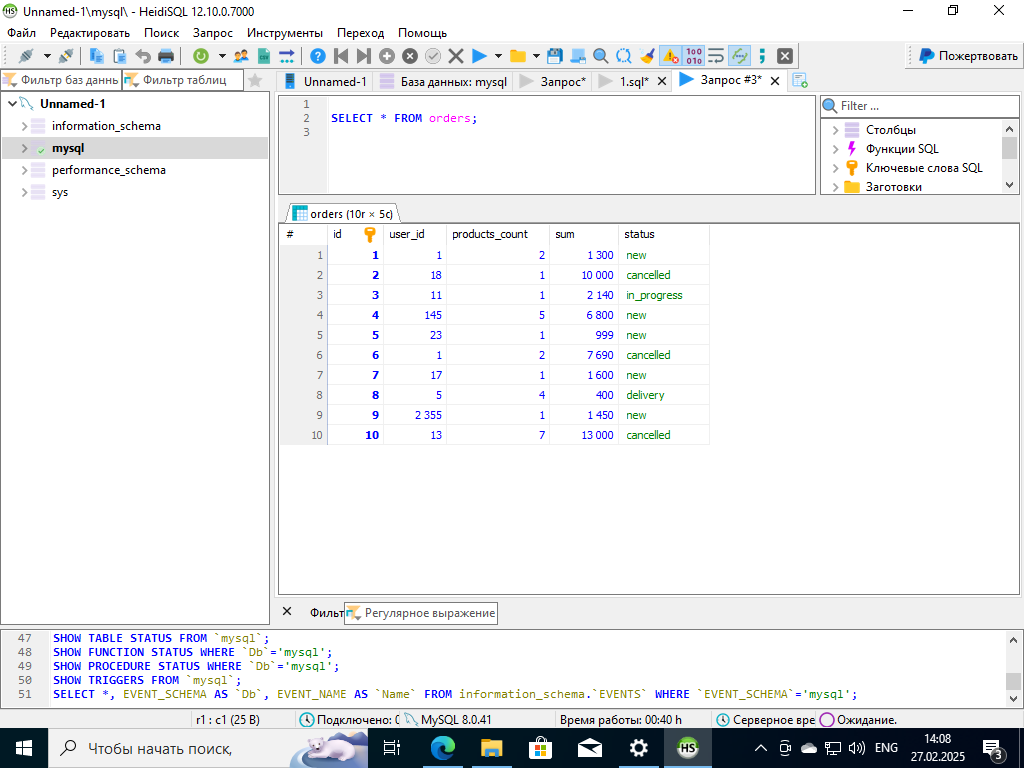 Unnamed-1\mysql\ - HeidiSQL 12.10.0.7000
Файл Редактировать Поиск Запрос Инструменты Переход Помощь
Пожертвовать
Фильтр баз данн Фильтр таблиц
Unnamed-1 База данных: mysql Запрос* 1.sql* Запрос #3*
Unnamed-1
information_schema
mysql
performance_schema
sys
1
2 SELECT * FROM orders;
3
Filter ...
Столбцы
Функции SQL
Ключевые слова SQL
Заготовки
orders (10r × 5c)
# id user_id products_count sum status
1 1 1 2 1 300 new
2 2 18 1 10 000 cancelled
3 3 11 1 2 140 in_progress
4 4 145 5 6 800 new
5 5 23 1 999 new
6 6 1 2 7 690 cancelled
7 7 17 1 1 600 new
8 8 5 4 400 delivery
9 9 2 355 1 1 450 new
10 10 13 7 13 000 cancelled
Фильт Регулярное выражение
47 SHOW TABLE STATUS FROM `mysql`;
48 SHOW FUNCTION STATUS WHERE `Db`='mysql';
49 SHOW PROCEDURE STATUS WHERE `Db`='mysql';
50 SHOW TRIGGERS FROM `mysql`;
51 SELECT *, EVENT_SCHEMA AS `Db`, EVENT_NAME AS `Name` FROM information_schema.`EVENTS` WHERE `EVENT_SCHEMA`='mysql';
r1 : c1 (25 B) Подключено: 0 MySQL 8.0.41 Время работы: 00:40 h Серверное вре Ожидание.
Чтобы начать поиск,
HS
ENG
14:08
27.02.2025
3